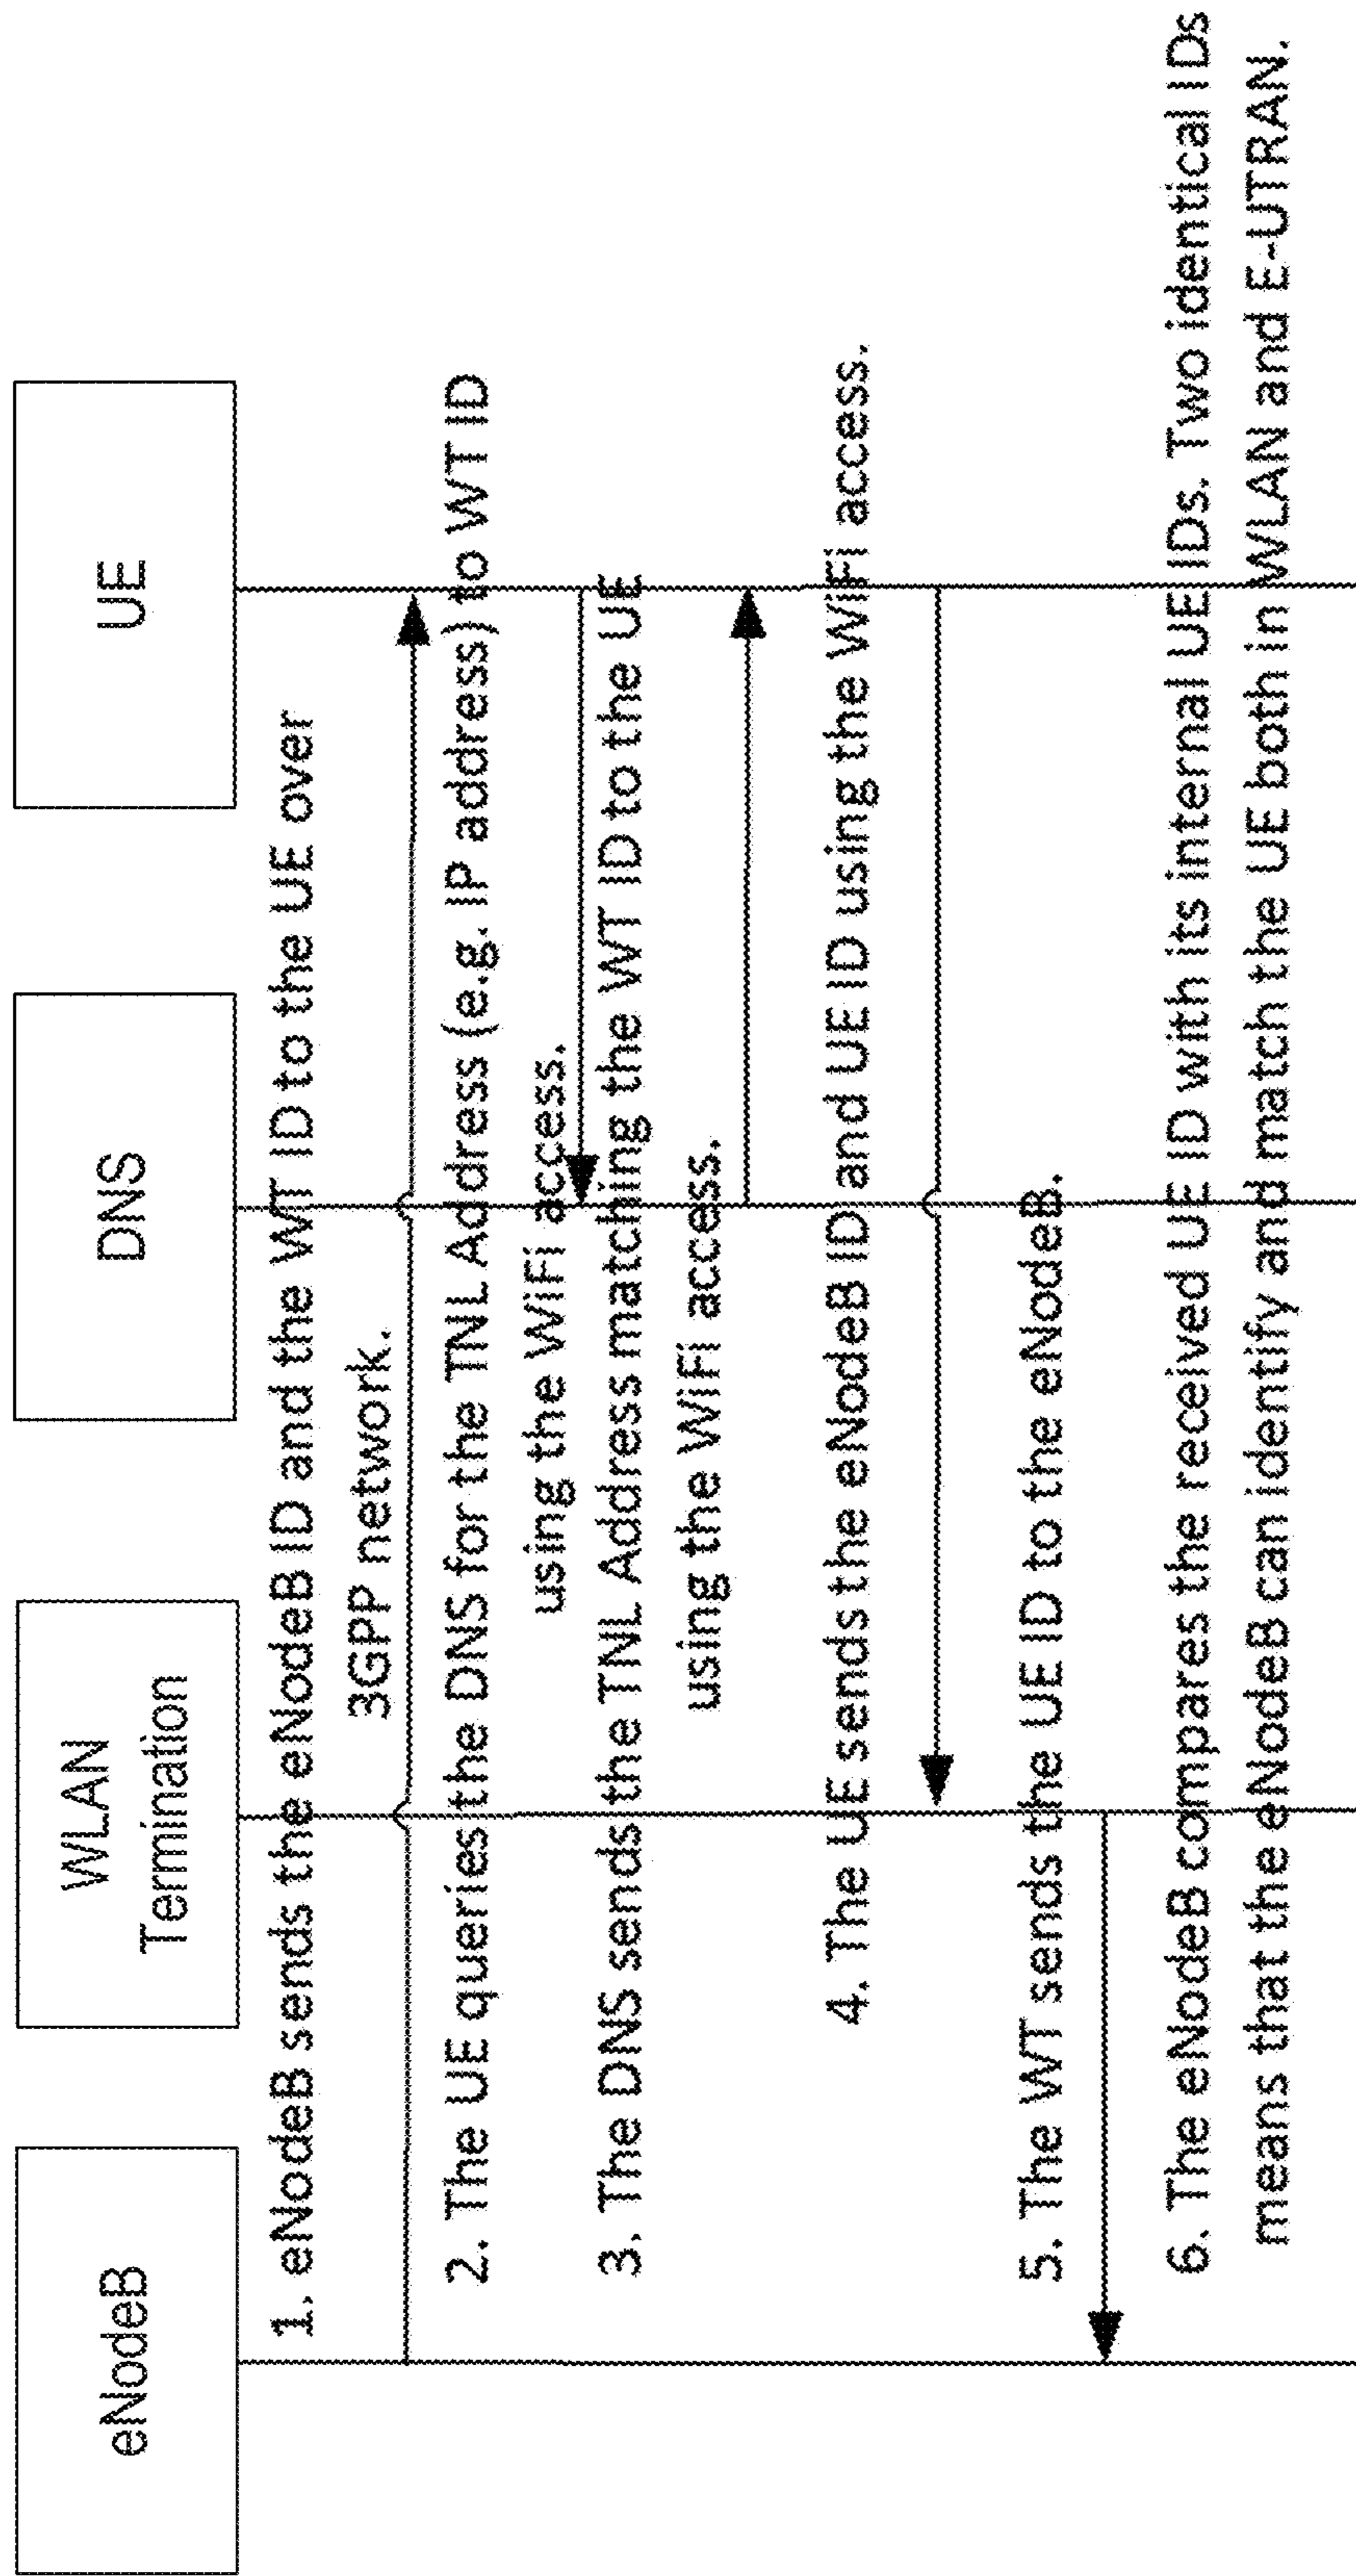 eNodeB
WLAN
Termination
DNS
UE
1. eNodeB sends the eNodeB ID and the WT ID to the UE over
3GPP network.
2. The UE queries the DNS for the TNL Address (e.g. IP address) to WT ID
using the WiFi access.
3. The DNS sends the TNL Address matching the WT ID to the UE
using the WiFi access.
4. The UE sends the eNodeB ID and UE ID using the WiFi access.
5. The WT sends the UE ID to the eNodeB.
6. The eNodeB compares the received UE ID with its internal UE IDs. Two identical IDs
means that the eNodeB can identify and match the UE both in WLAN and E-UTRAN.